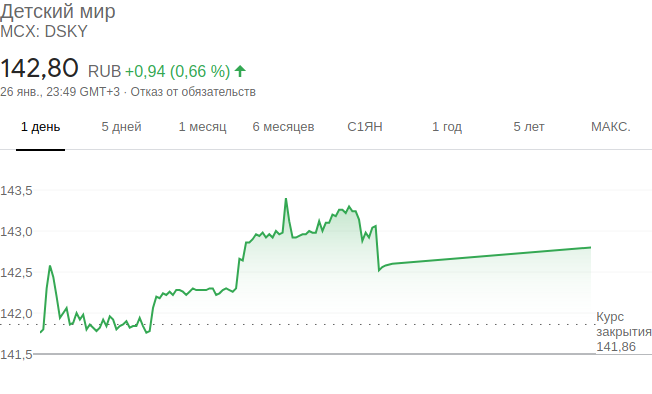 Детский мир
MCX: DSKY
142,80 RUB +0,94 (0,66 %)
26 янв., 23:49 GMT+3 · Отказ от обязательств
1 день 5 дней 1 месяц 6 месяцев С1ЯН 1 год 5 лет МАКС.
143,5
143,0
142,5
142,0
Курс
закрытия
141,86
141,5